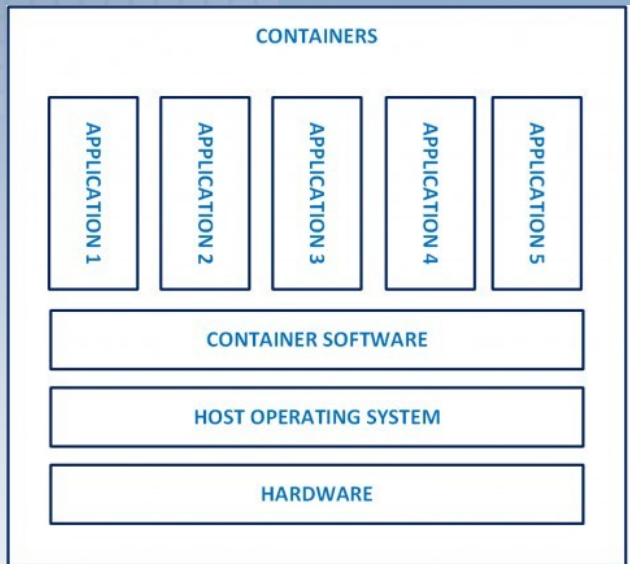 CONTAINERS
APPLICATION 1
APPLICATION 2
APPLICATION 3
APPLICATION 4
APPLICATION 5
CONTAINER SOFTWARE
HOST OPERATING SYSTEM
HARDWARE